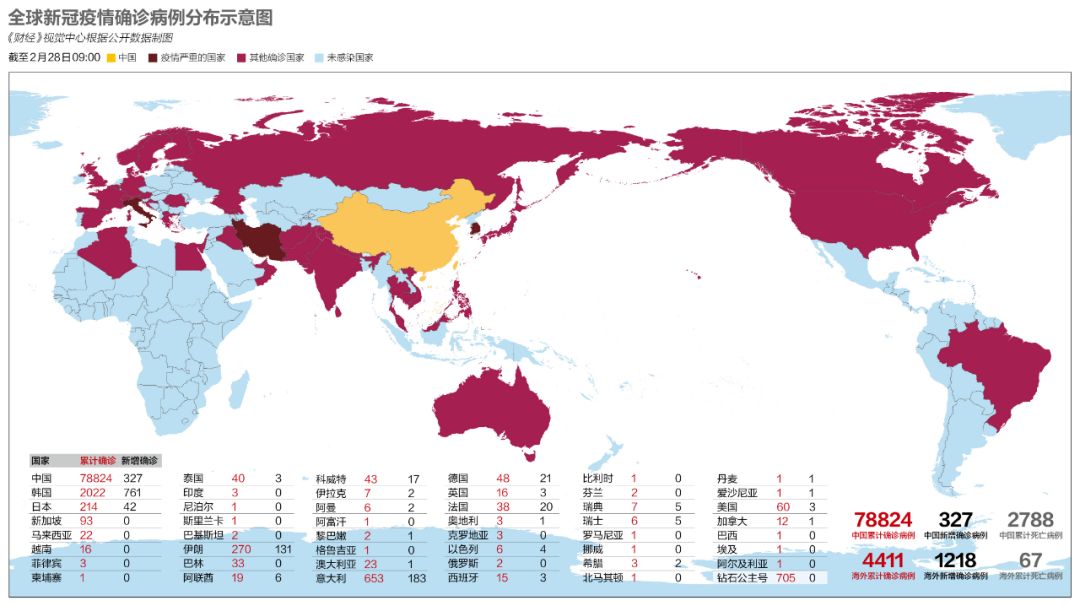 全球新冠疫情确诊病例分布示意图
《财经》视觉中心根据公开数据制图
截至2月28日09:00 中国 疫情严重的国家 其他确诊国家 未感染国家
国家 累计确诊 新增确诊
中国 78824 327
韩国 2022 761
日本 214 42
新加坡 93 0
马来西亚 22 0
越南 16 0
菲律宾 3 0
柬埔寨 1 0
泰国 40 3
印度 3 0
尼泊尔 1 0
斯里兰卡 1 0
巴基斯坦 2 0
伊朗 270 131
巴林 33 0
阿联酋 19 6
科威特 43 17
伊拉克 7 2
阿曼 6 2
阿富汗 1 0
黎巴嫩 2 1
格鲁吉亚 1 0
澳大利亚 23 1
意大利 653 183
德国 48 21
英国 16 3
法国 38 20
奥地利 3 1
克罗地亚 3 0
以色列 6 4
俄罗斯 2 0
西班牙 15 3
比利时 1 0
芬兰 2 0
瑞典 7 5
瑞士 6 5
罗马尼亚 1 0
挪威 1 0
希腊 3 2
北马其顿 1 0
丹麦 1 1
爱沙尼亚 1 1
美国 60 3
加拿大 12 1
巴西 1 0
埃及 1 0
阿尔及利亚 1 0
钻石公主号 705 0
78824 327 2788
中国累计确诊病例 中国新增确诊病例 中国累计死亡病例
4411 1218 67
海外累计确诊病例 海外新增确诊病例 海外累计死亡病例